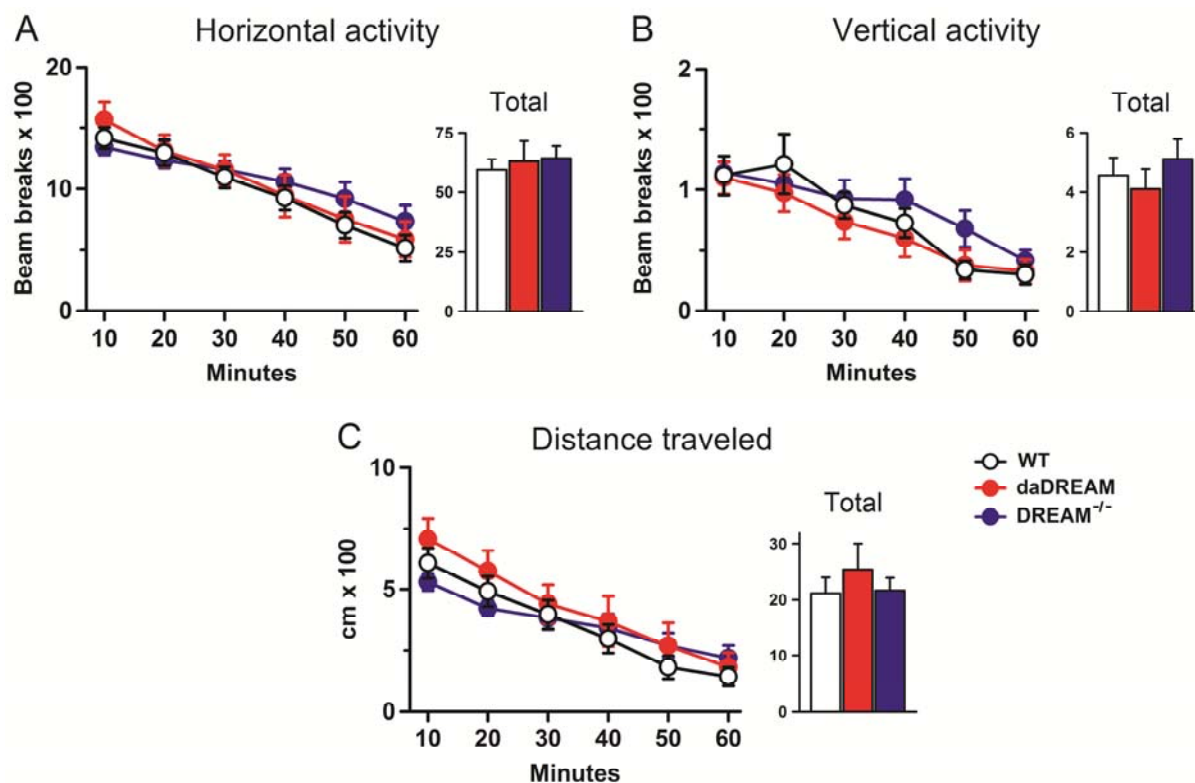 A Horizontal activity
Beam breaks x 100
20
10
0
10 20 30 40 50 60
Minutes
Total
75
50
25
0
B Vertical activity
Beam breaks x 100
2
1
0
10 20 30 40 50 60
Minutes
Total
6
4
2
0
C Distance traveled
cm x 100
10
5
0
10 20 30 40 50 60
Minutes
Total
30
20
10
0
WT
daDREAM
DREAM⁻/⁻